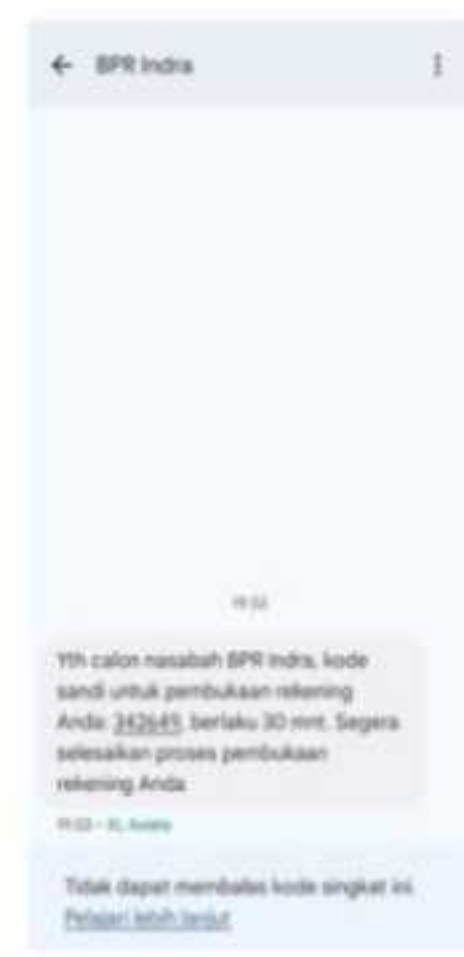 BPR Indra
Yth calon nasabah BPR Indra, kode
sandi untuk pembukaan rekening
Anda: berlaku 30 mnt. Segera
selesaikan proses pembukaan
rekening Anda
Tidak dapat membalas kode singkat ini.
Pelajari lebih lanjut